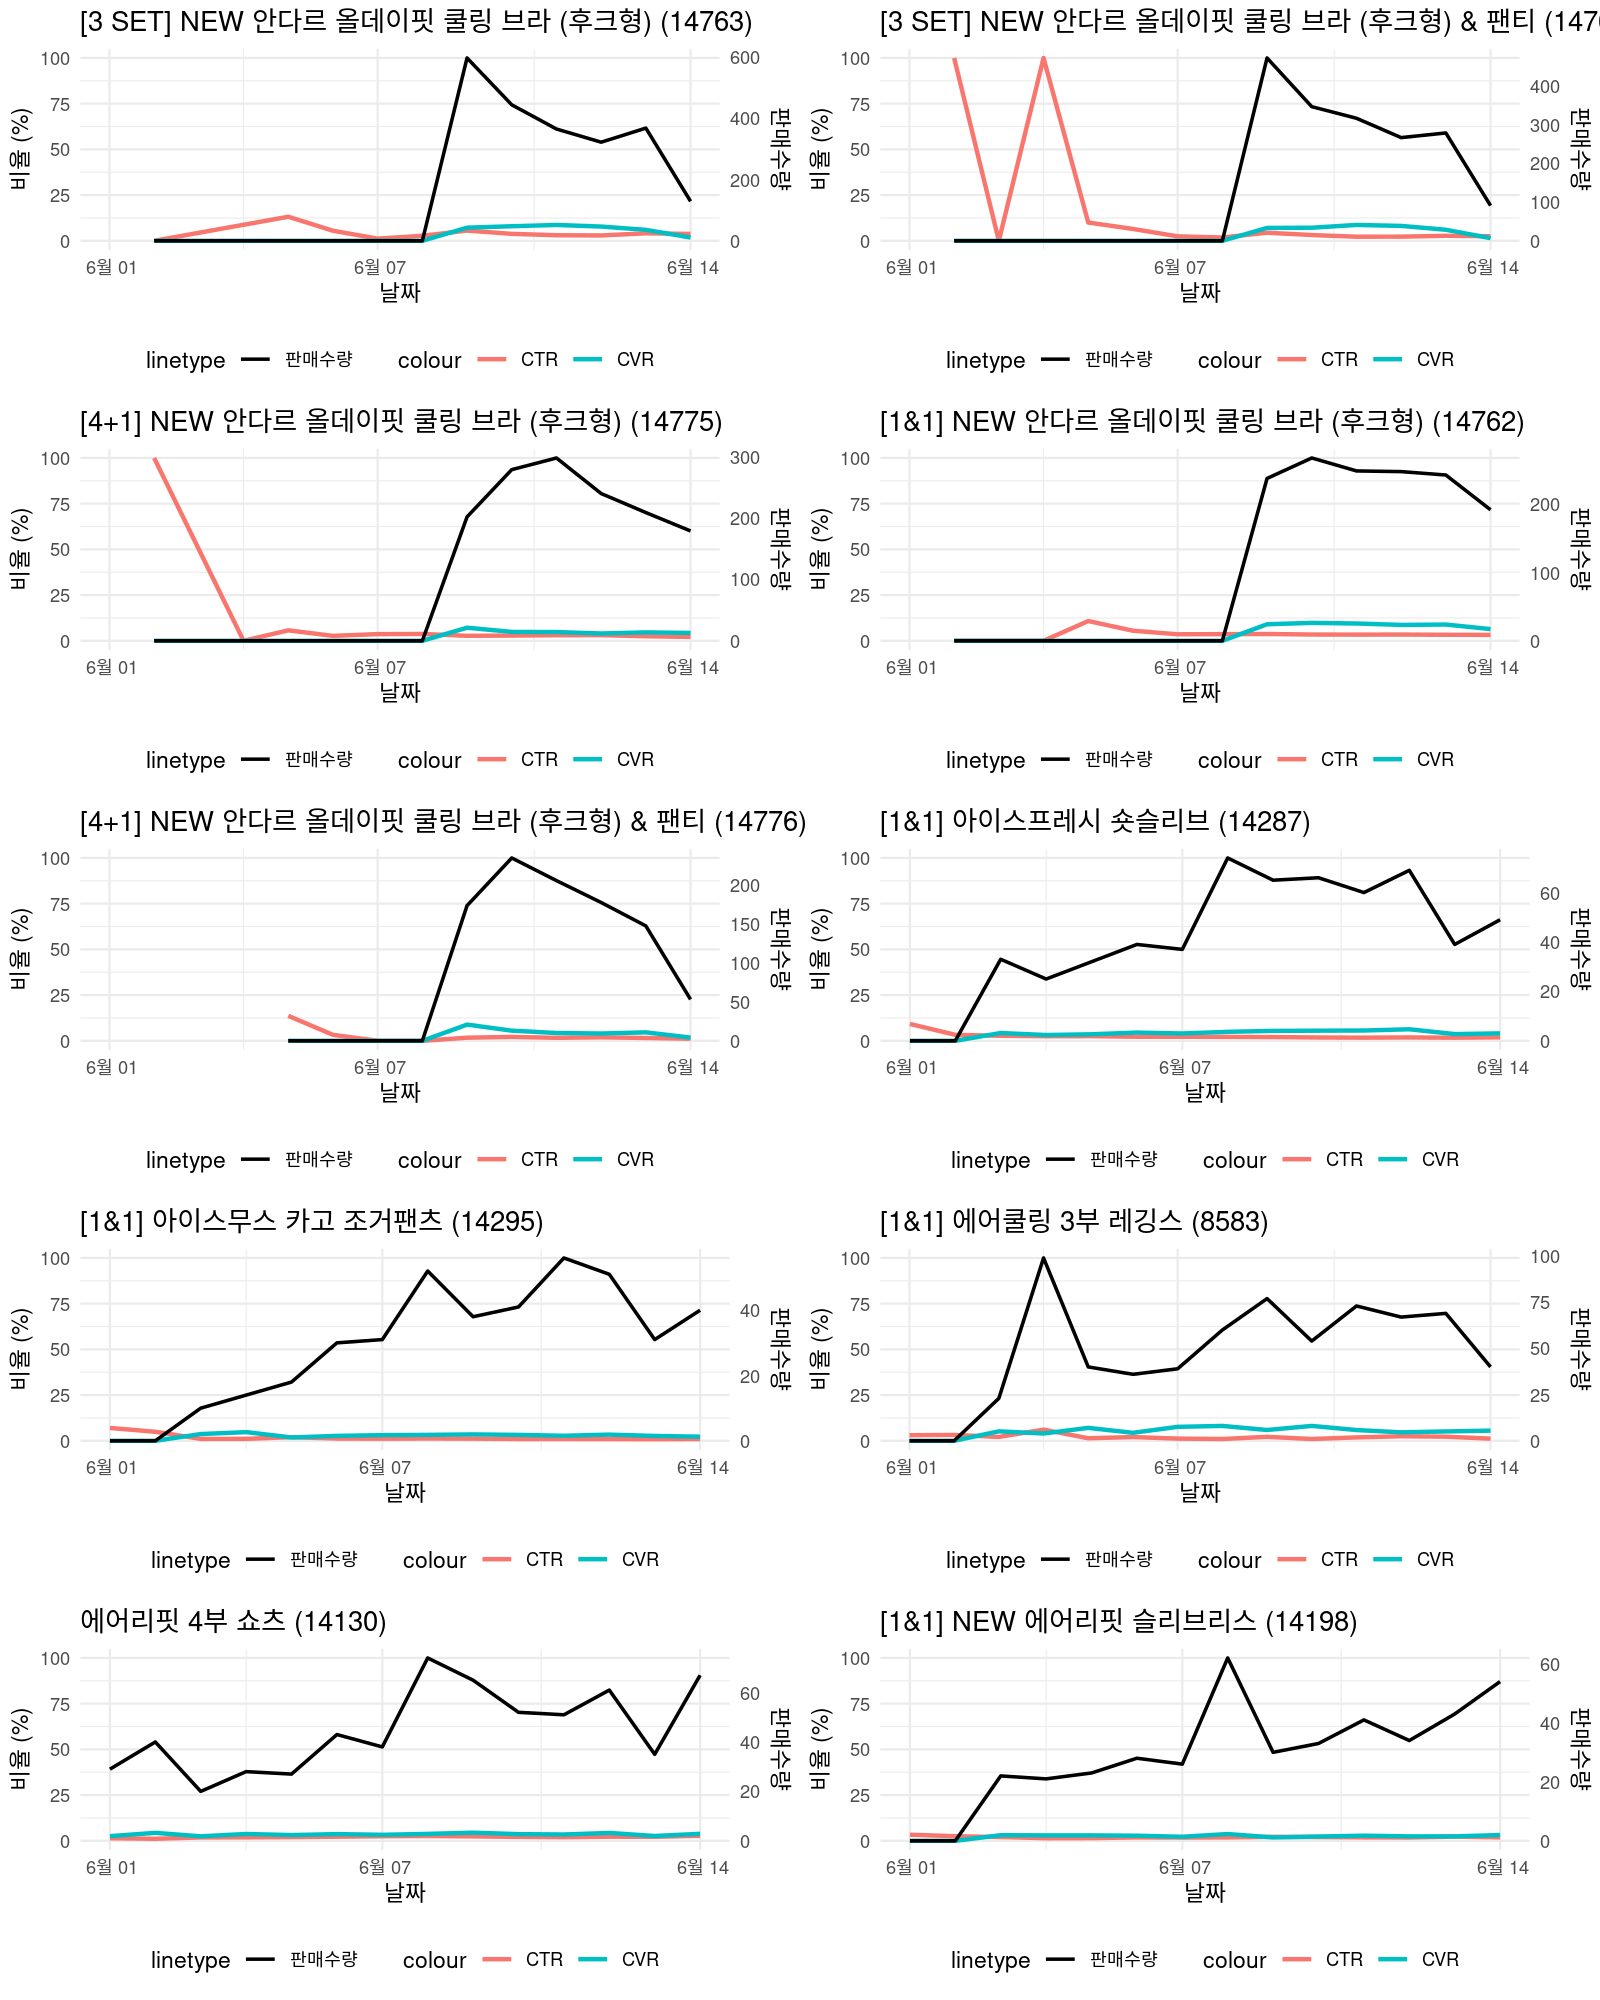 [3 SET] NEW 안다르 올데이핏 쿨링 브라 (후크형) (14763)
100
75
50
25
0
비율 (%)
600
400
200
0
판매수량
6월 01
6월 07
6월 14
날짜
linetype 판매수량 colour CTR CVR
[3 SET] NEW 안다르 올데이핏 쿨링 브라 (후크형) & 팬티 (147
100
75
50
25
0
비율 (%)
400
300
200
100
0
판매수량
6월 01
6월 07
6월 14
날짜
linetype 판매수량 colour CTR CVR
[4+1] NEW 안다르 올데이핏 쿨링 브라 (후크형) (14775)
100
75
50
25
0
비율 (%)
300
200
100
0
판매수량
6월 01
6월 07
6월 14
날짜
linetype 판매수량 colour CTR CVR
[1&1] NEW 안다르 올데이핏 쿨링 브라 (후크형) (14762)
100
75
50
25
0
비율 (%)
200
100
0
판매수량
6월 01
6월 07
6월 14
날짜
linetype 판매수량 colour CTR CVR
[4+1] NEW 안다르 올데이핏 쿨링 브라 (후크형) & 팬티 (14776)
100
75
50
25
0
비율 (%)
200
150
100
50
0
판매수량
6월 01
6월 07
6월 14
날짜
linetype 판매수량 colour CTR CVR
[1&1] 아이스프레시 숏슬리브 (14287)
100
75
50
25
0
비율 (%)
60
40
20
0
판매수량
6월 01
6월 07
6월 14
날짜
linetype 판매수량 colour CTR CVR
[1&1] 아이스무스 카고 조거팬츠 (14295)
100
75
50
25
0
비율 (%)
40
20
0
판매수량
6월 01
6월 07
6월 14
날짜
linetype 판매수량 colour CTR CVR
[1&1] 에어쿨링 3부 레깅스 (8583)
100
75
50
25
0
비율 (%)
100
75
50
25
0
판매수량
6월 01
6월 07
6월 14
날짜
linetype 판매수량 colour CTR CVR
에어리핏 4부 쇼츠 (14130)
100
75
50
25
0
비율 (%)
60
40
20
0
판매수량
6월 01
6월 07
6월 14
날짜
linetype 판매수량 colour CTR CVR
[1&1] NEW 에어리핏 슬리브리스 (14198)
100
75
50
25
0
비율 (%)
60
40
20
0
판매수량
6월 01
6월 07
6월 14
날짜
linetype 판매수량 colour CTR CVR